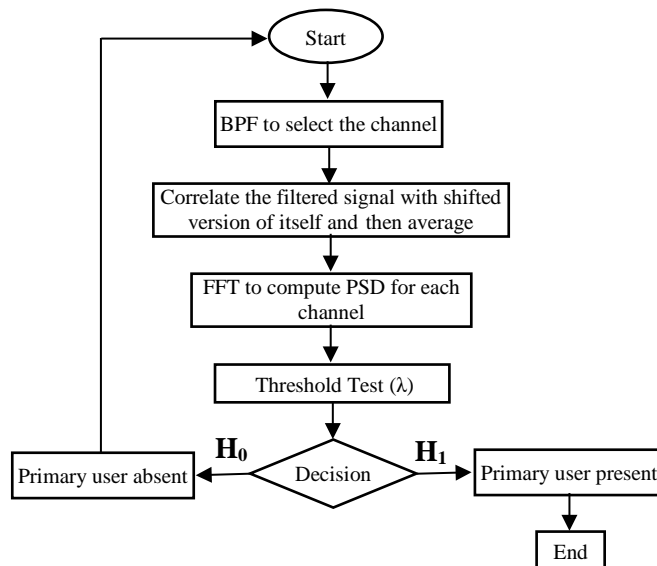 Start
BPF to select the channel
Correlate the filtered signal with shifted
version of itself and then average
FFT to compute PSD for each
channel
Threshold Test (λ)
H0
H1
Primary user absent
Decision
Primary user present
End